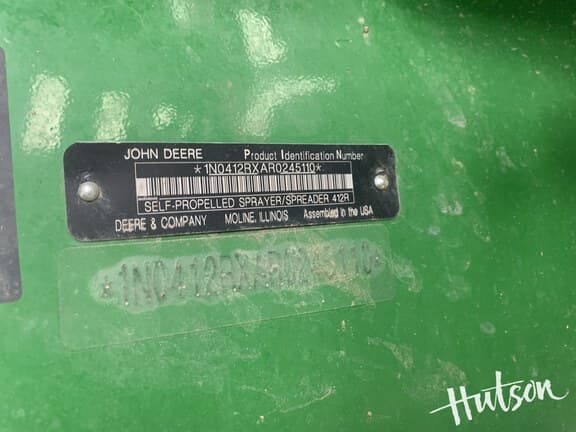 JOHN DEERE Product Identification Number
*1N0412RXAR0245110*
SELF-PROPELLED SPRAYER/SPREADER 412R
DEERE & COMPANY MOLINE, ILLINOIS Assembled in the USA
*1N0412RXAR0245110*
Hutson